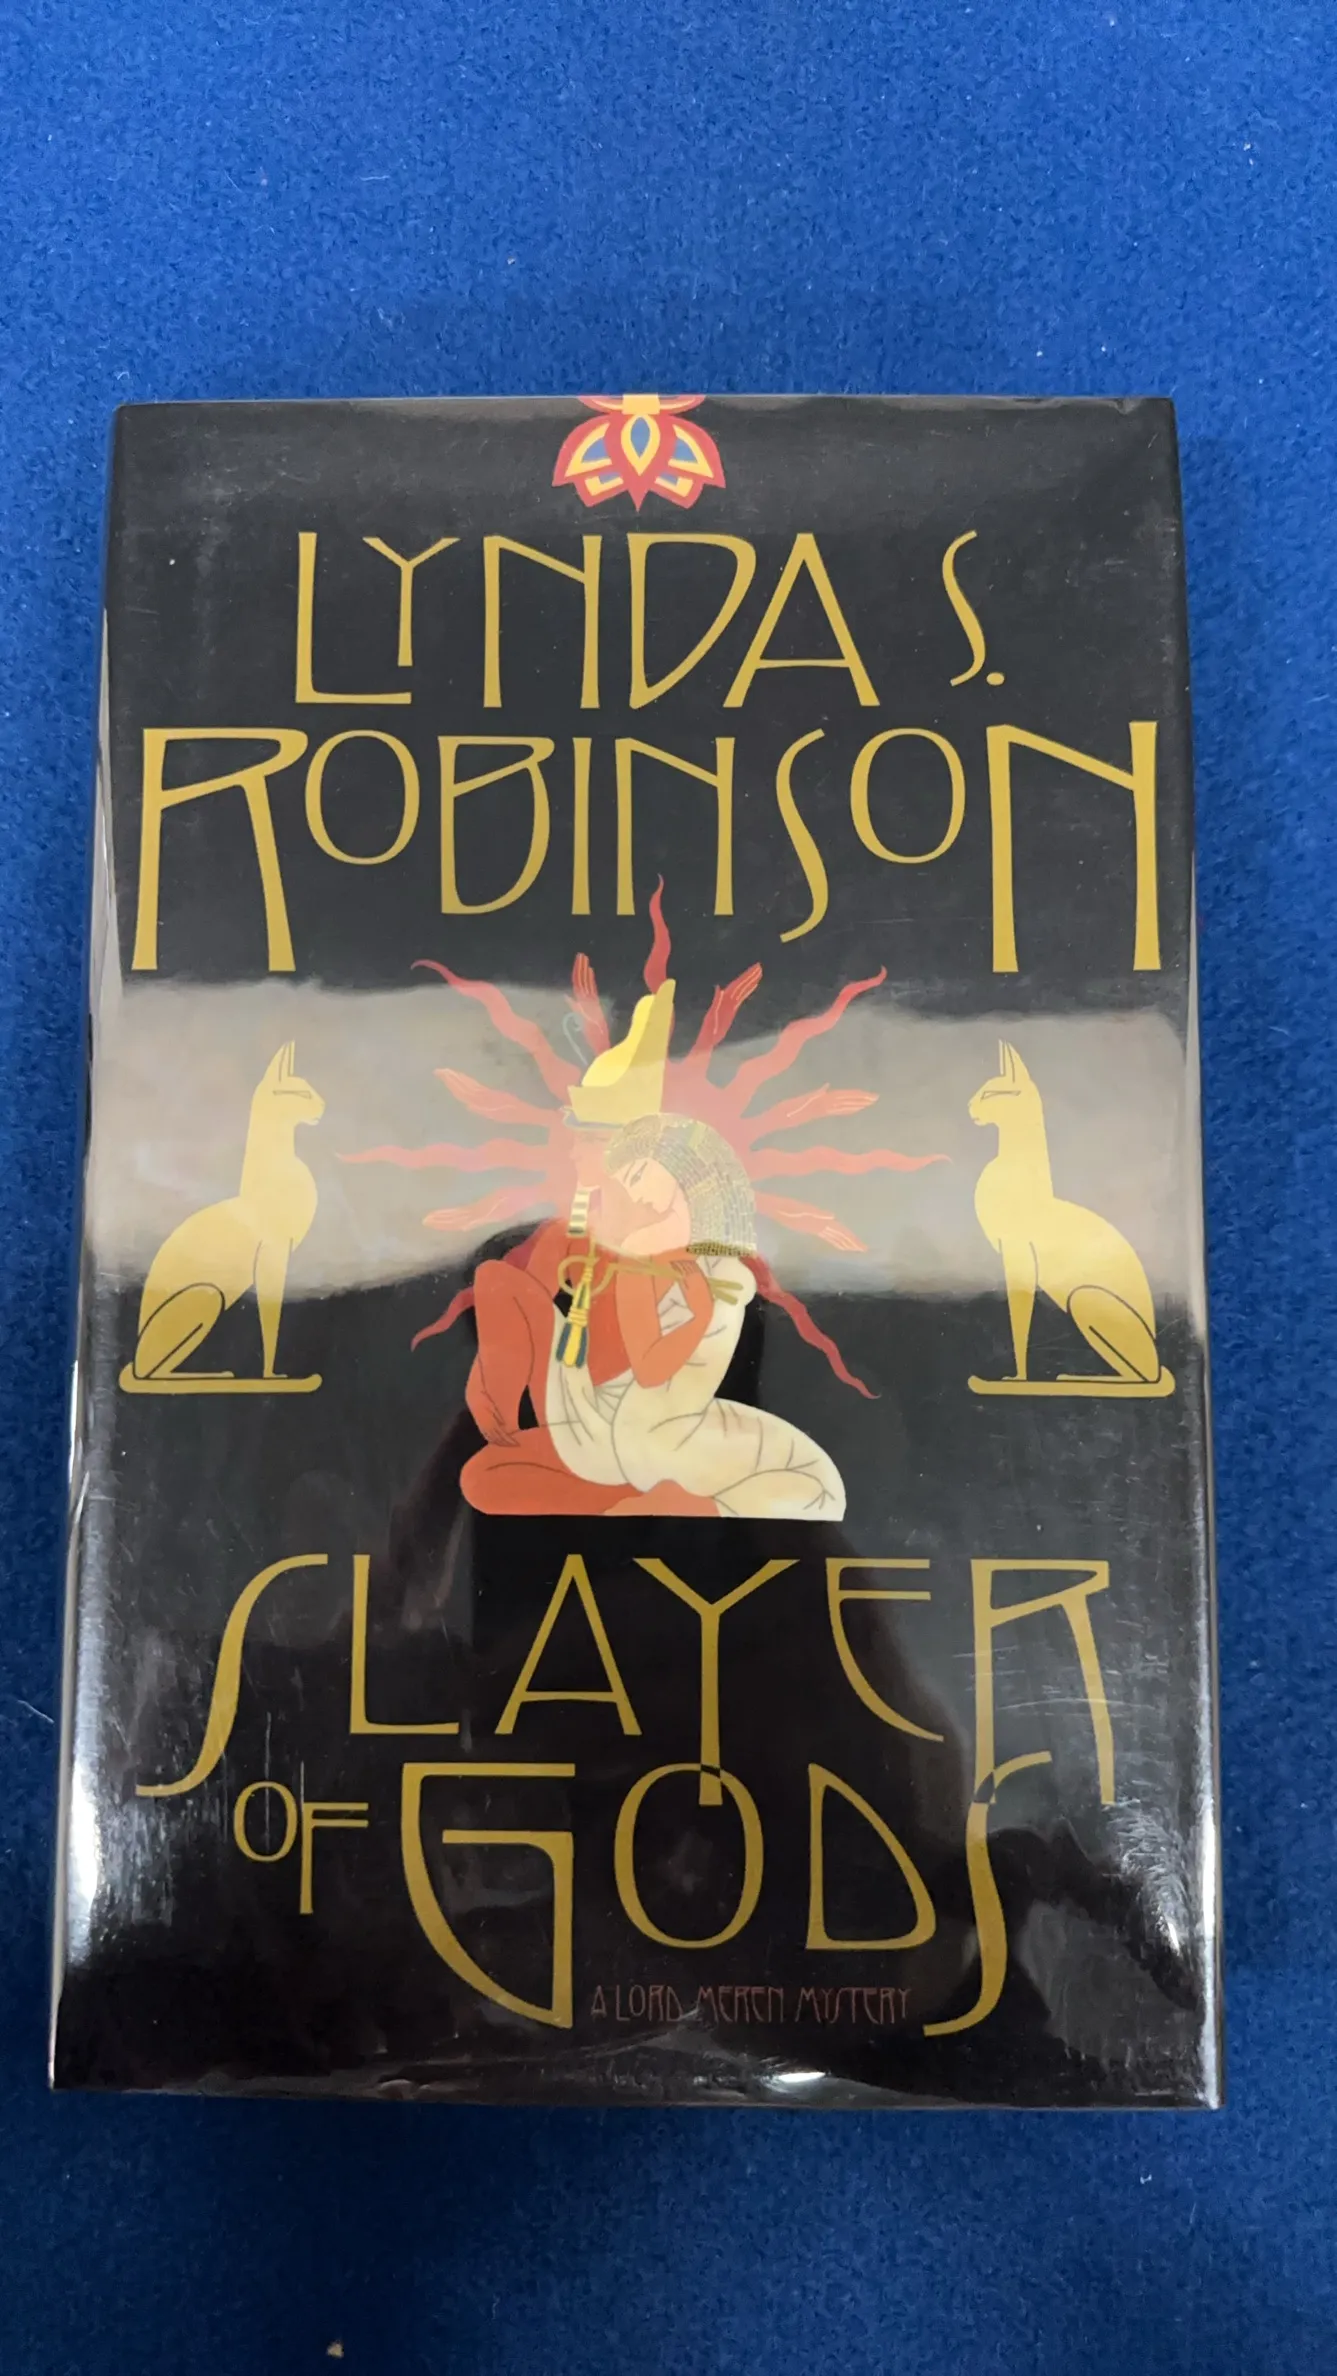 LYNDA S.
ROBINSON
SLAYER
OF GODS
A LORD MEREN MYSTERY